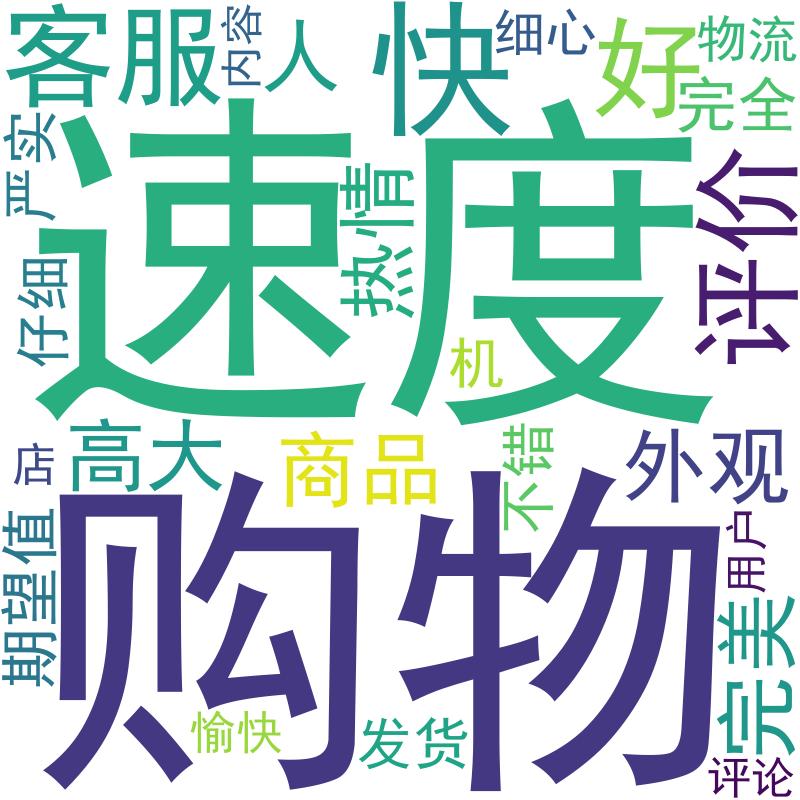 客服
内容
人
快
细心
好
物流
完全
严实
速度
热情
评价
仔细
机
店
高大
商品
不错
外观
期望值
购物
用户
完美
愉快
发货
评论